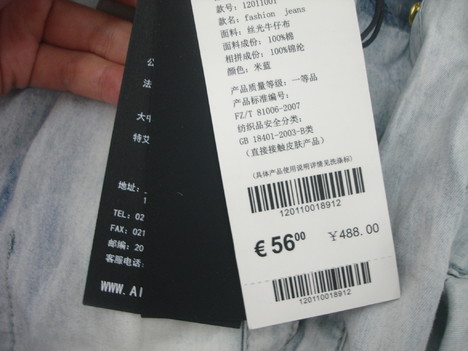 款号: 12011001
款名: fashion jeans
面料: 丝光牛仔布
面料成份: 100%棉
相拼成份: 100%锦纶
颜色: 米蓝
产品质量等级: 一等品
产品标准编号:
FZ/T 81006-2007
纺织品安全分类:
GB 18401-2003-B类
(直接接触皮肤产品)
(具体产品使用说明详情见洗涤标)
120110018912
€ 56⁰⁰ ¥488.00
120110018912
公
法
大中
特艾
地址:
TEL: 02
FAX: 021
邮编: 20
客服电话:
WWW.AI